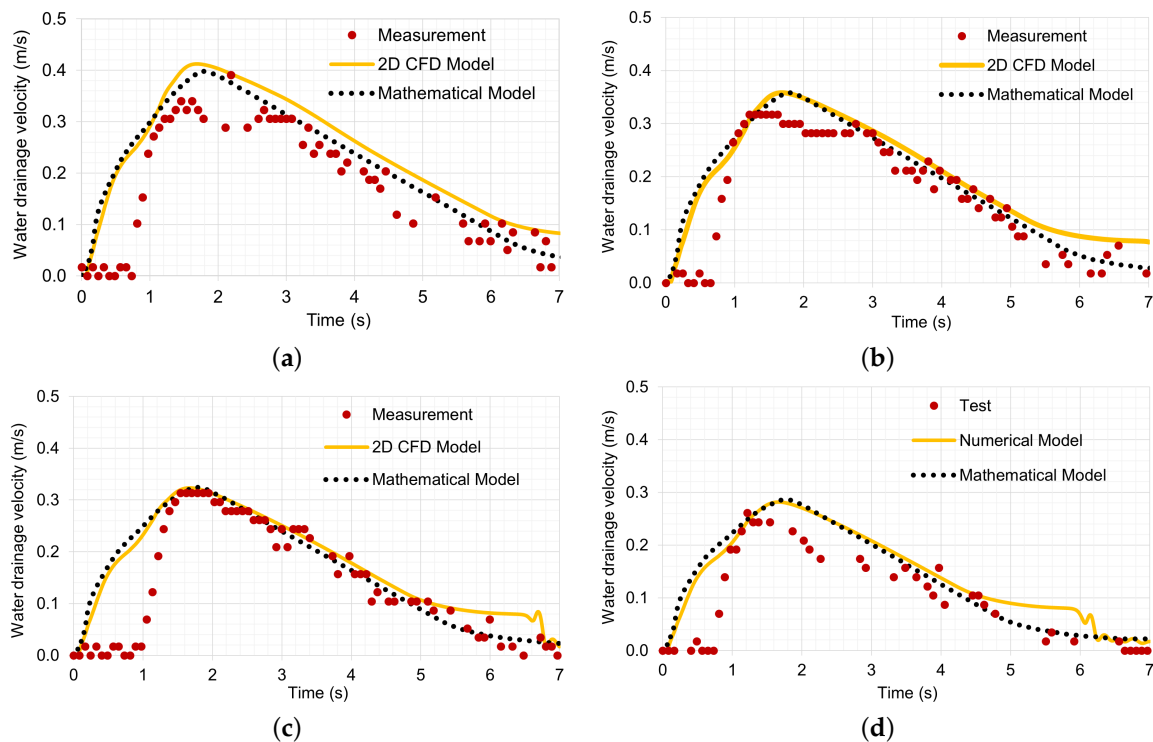 Water drainage velocity (m/s)
0.5
0.4
0.3
0.2
0.1
0.0
Measurement
2D CFD Model
Mathematical Model
0 1 2 3 4 5 6 7
Time (s)
(a)
Water drainage velocity (m/s)
0.5
0.4
0.3
0.2
0.1
0.0
Measurement
2D CFD Model
Mathematical Model
0 1 2 3 4 5 6 7
Time (s)
(b)
Water drainage velocity (m/s)
0.5
0.4
0.3
0.2
0.1
0.0
Measurement
2D CFD Model
Mathematical Model
0 1 2 3 4 5 6 7
Time (s)
(c)
Water drainage velocity (m/s)
0.5
0.4
0.3
0.2
0.1
0.0
Test
Numerical Model
Mathematical Model
0 1 2 3 4 5 6 7
Time (s)
(d)